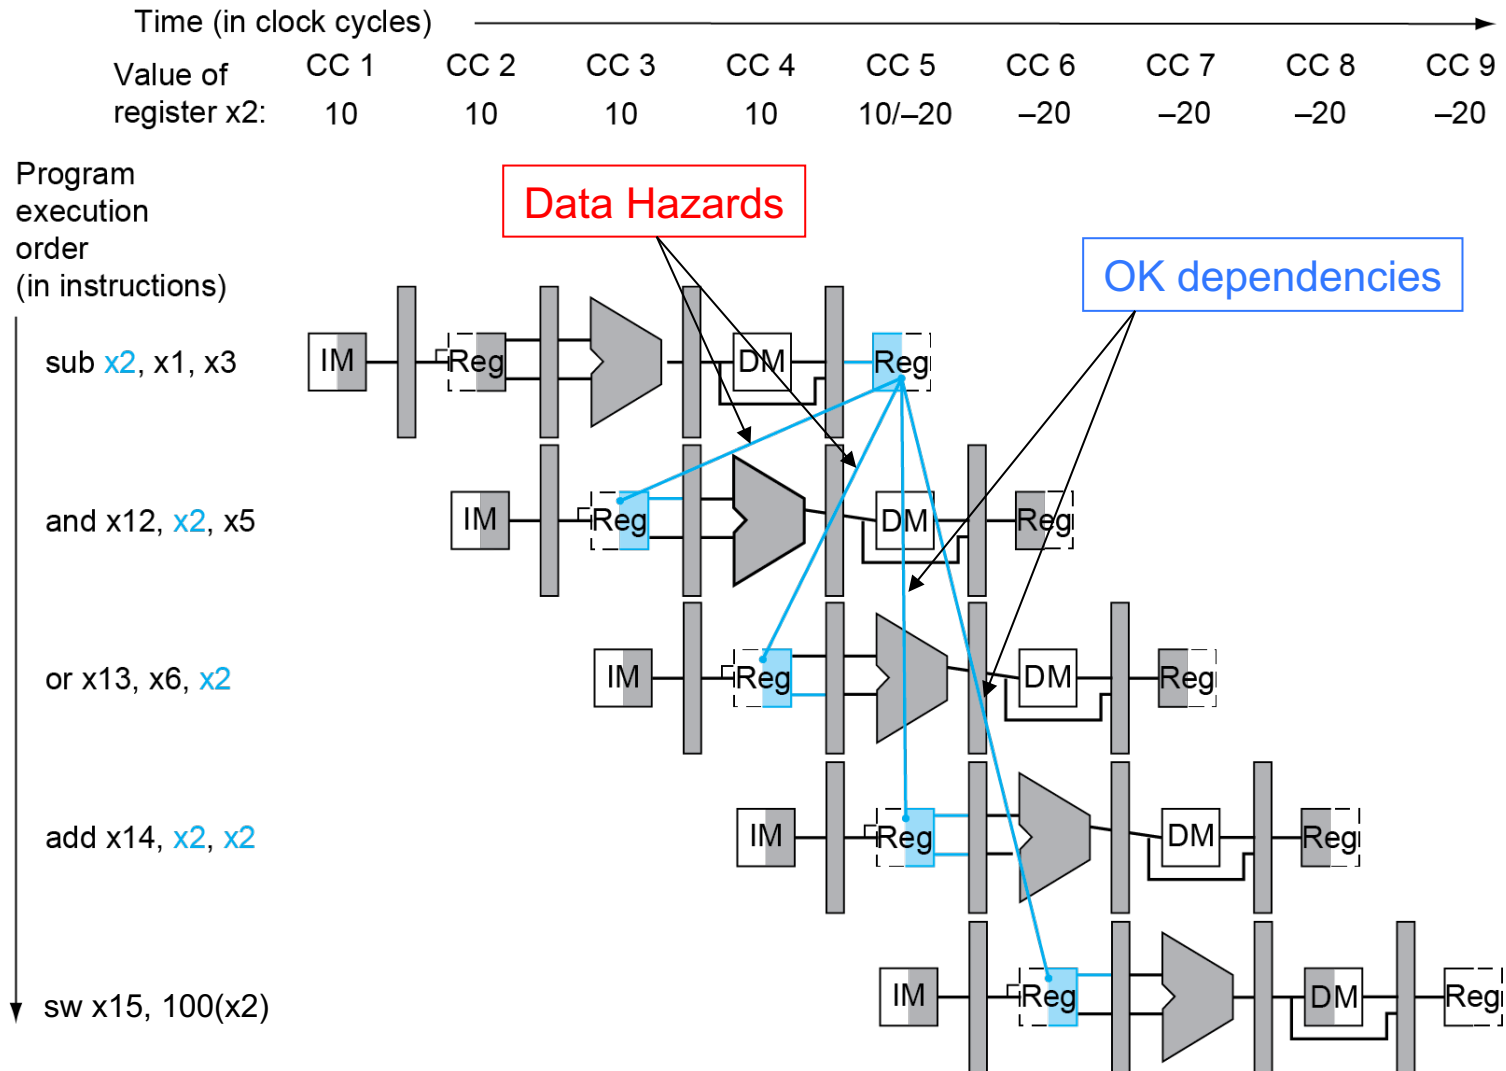 Time (in clock cycles)
Value of register x2:
CC 1 CC 2 CC 3 CC 4 CC 5 CC 6 CC 7 CC 8 CC 9
10 10 10 10 10/–20 –20 –20 –20 –20
Program
execution
order
(in instructions)
Data Hazards
OK dependencies
sub x2, x1, x3
IM Reg DM Reg
and x12, x2, x5
IM Reg DM Reg
or x13, x6, x2
IM Reg DM Reg
add x14, x2, x2
IM Reg DM Reg
sw x15, 100(x2)
IM Reg DM Reg